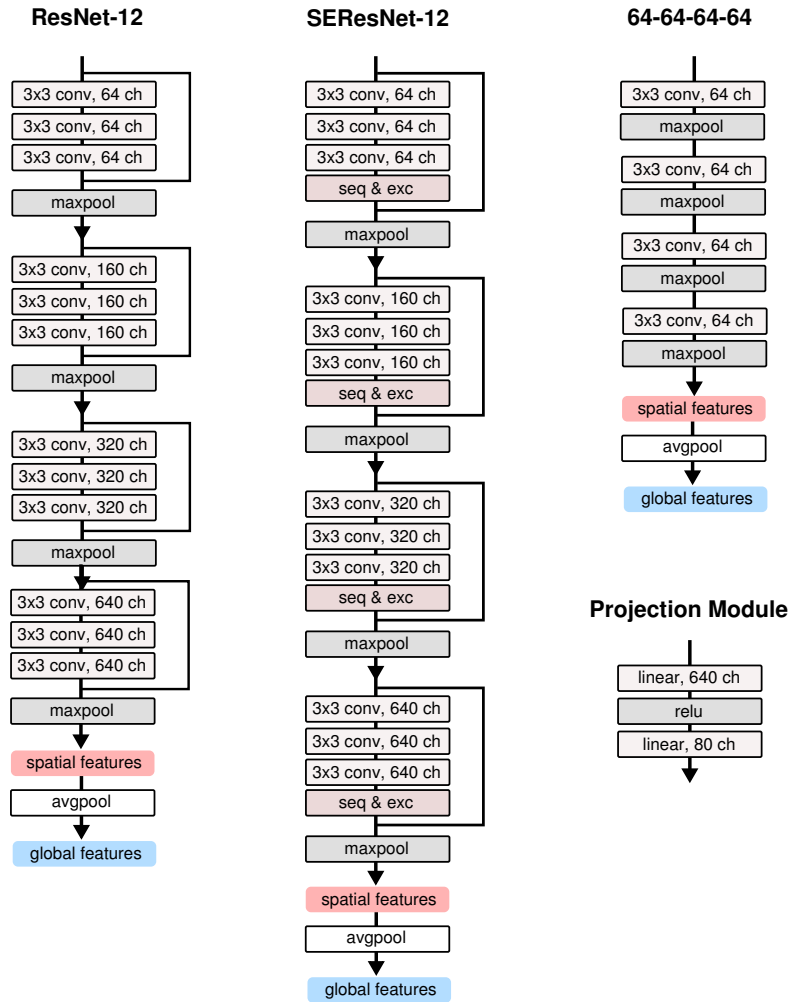 ResNet-12
3x3 conv, 64 ch
3x3 conv, 64 ch
3x3 conv, 64 ch
maxpool
3x3 conv, 160 ch
3x3 conv, 160 ch
3x3 conv, 160 ch
maxpool
3x3 conv, 320 ch
3x3 conv, 320 ch
3x3 conv, 320 ch
maxpool
3x3 conv, 640 ch
3x3 conv, 640 ch
3x3 conv, 640 ch
maxpool
spatial features
avgpool
global features
SEResNet-12
3x3 conv, 64 ch
3x3 conv, 64 ch
3x3 conv, 64 ch
seq & exc
maxpool
3x3 conv, 160 ch
3x3 conv, 160 ch
3x3 conv, 160 ch
seq & exc
maxpool
3x3 conv, 320 ch
3x3 conv, 320 ch
3x3 conv, 320 ch
seq & exc
maxpool
3x3 conv, 640 ch
3x3 conv, 640 ch
3x3 conv, 640 ch
seq & exc
maxpool
spatial features
avgpool
global features
64-64-64-64
3x3 conv, 64 ch
maxpool
3x3 conv, 64 ch
maxpool
3x3 conv, 64 ch
maxpool
3x3 conv, 64 ch
maxpool
spatial features
avgpool
global features
Projection Module
linear, 640 ch
relu
linear, 80 ch